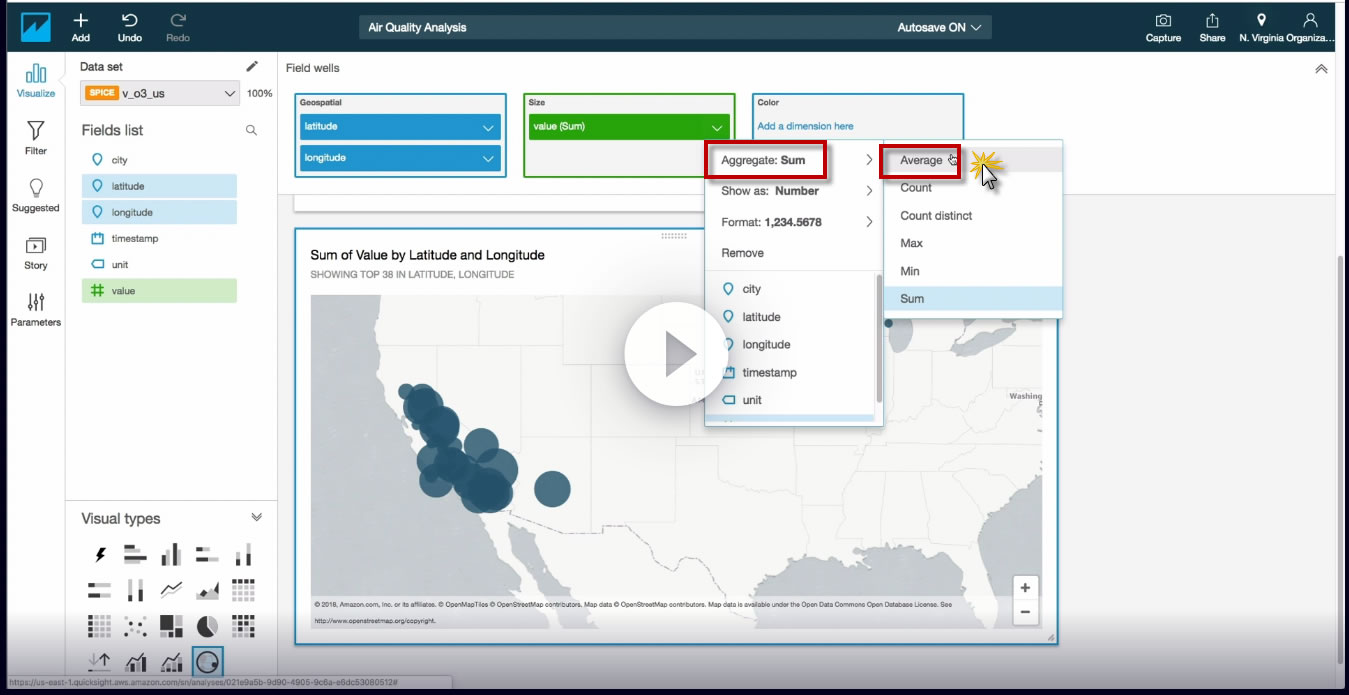 Add
Undo
Redo
Air Quality Analysis
Autosave ON
Capture
Share
N. Virginia
Organiza...
Visualize
Filter
Suggested
Story
Parameters
Data set
SPICE v_o3_us
100%
Fields list
city
latitude
longitude
timestamp
unit
value
Visual types
Field wells
Geospatial
latitude
longitude
Size
value (Sum)
Color
Add a dimension here
Aggregate: Sum
Show as: Number
Format: 1,234.5678
Remove
city
latitude
longitude
timestamp
unit
Average
Count
Count distinct
Max
Min
Sum
Sum of Value by Latitude and Longitude
SHOWING TOP 38 IN LATITUDE, LONGITUDE
Washing
+
−
© 2018, Amazon.com, Inc. or its affiliates. © OpenMapTiles © OpenStreetMap contributors. Map data © OpenStreetMap contributors. Map data is available under the Open Data Commons Open Database License. See
http://www.openstreetmap.org/copyright.
https://us-east-1.quicksight.aws.amazon.com/sn/analyses/021e9a5b-9d90-4905-9c6a-e6dc53080512#